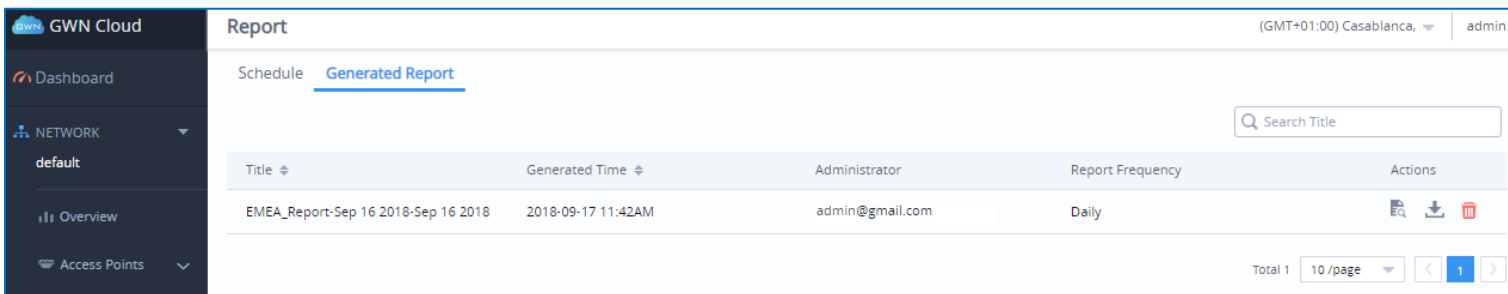 GWN GWN Cloud
Report
(GMT+01:00) Casablanca,
admin
Dashboard
Schedule
Generated Report
Search Title
NETWORK
default
Title
Generated Time
Administrator
Report Frequency
Actions
EMEA_Report-Sep 16 2018-Sep 16 2018
2018-09-17 11:42AM
admin@gmail.com
Daily
Overview
Access Points
Total 1
10 /page
1